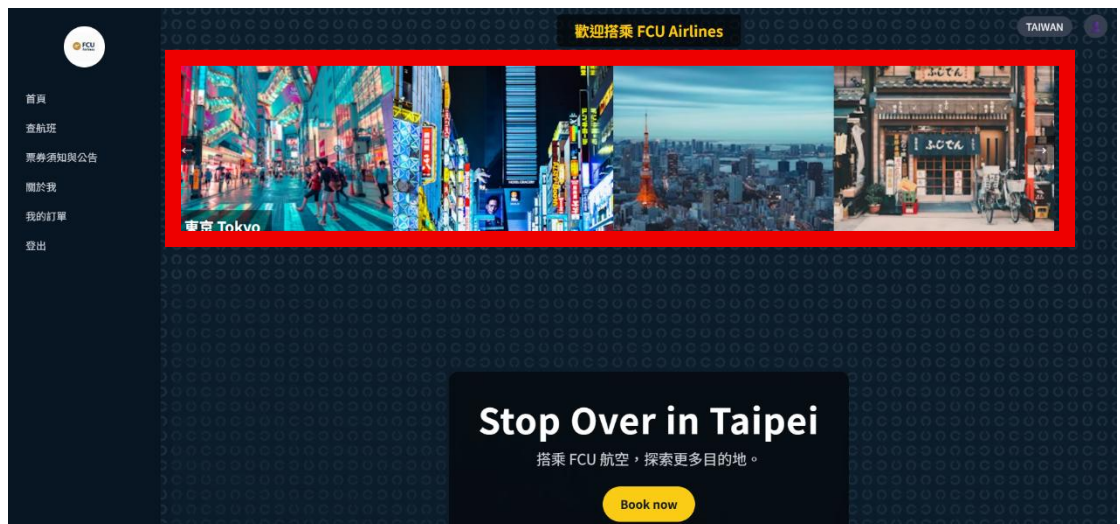 FCU
首頁
查航班
票券須知與公告
關於我
我的訂單
登出
歡迎搭乘 FCU Airlines
TAIWAN
←
→
ふじてん
東京 Tokyo
Stop Over in Taipei
搭乘 FCU 航空，探索更多目的地。
Book now